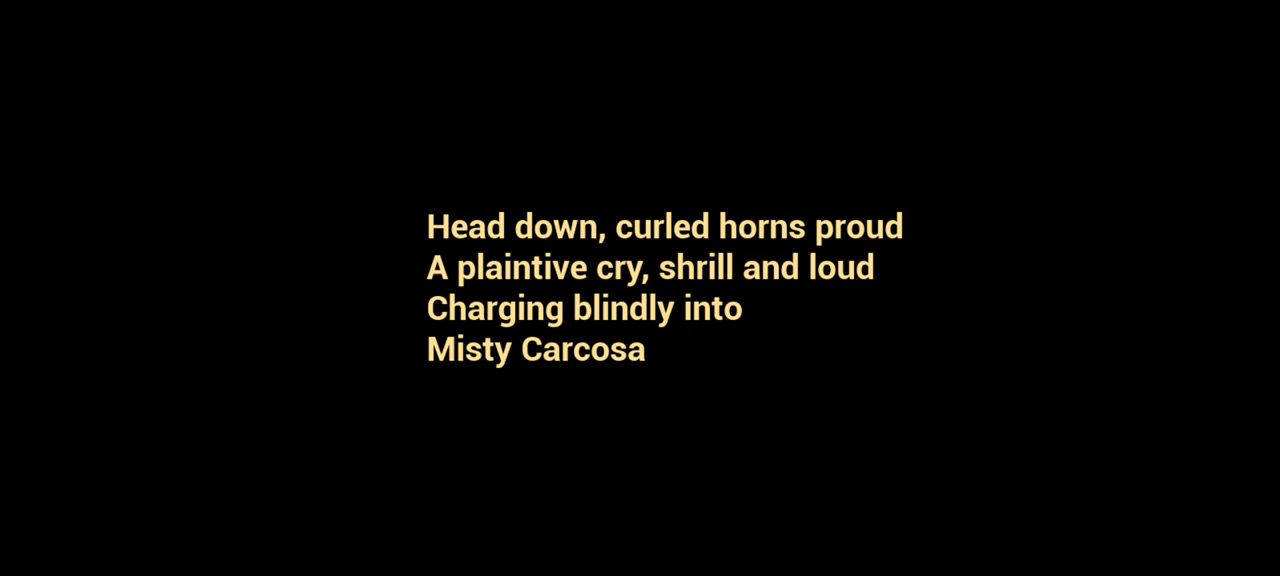 Head down, curled horns proud
A plaintive cry, shrill and loud
Charging blindly into
Misty Carcosa